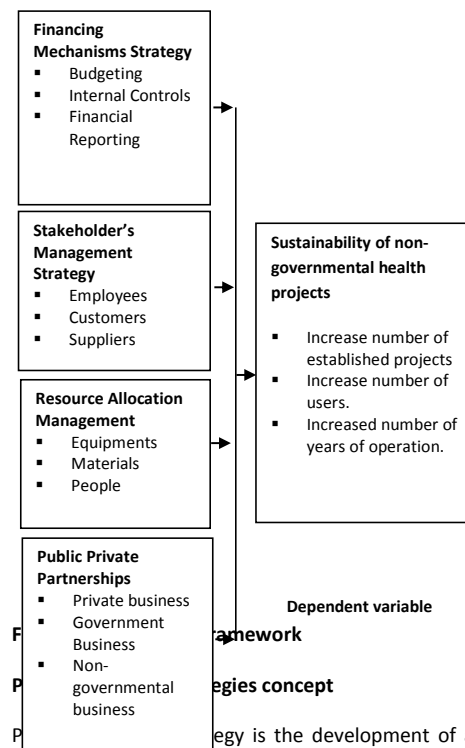 Financing
Mechanisms Strategy
▪ Budgeting
▪ Internal Controls
▪ Financial
Reporting
Stakeholder's
Management
Strategy
▪ Employees
▪ Customers
▪ Suppliers
Resource Allocation
Management
▪ Equipments
▪ Materials
▪ People
Public Private
Partnerships
▪ Private business
▪ Government
Business
▪ Non-
governmental
business
Sustainability of non-
governmental health
projects
▪ Increase number of
established projects
▪ Increase number of
users.
▪ Increased number of
years of operation.
Dependent variable
F ramework
P egies concept
P egy is the development of